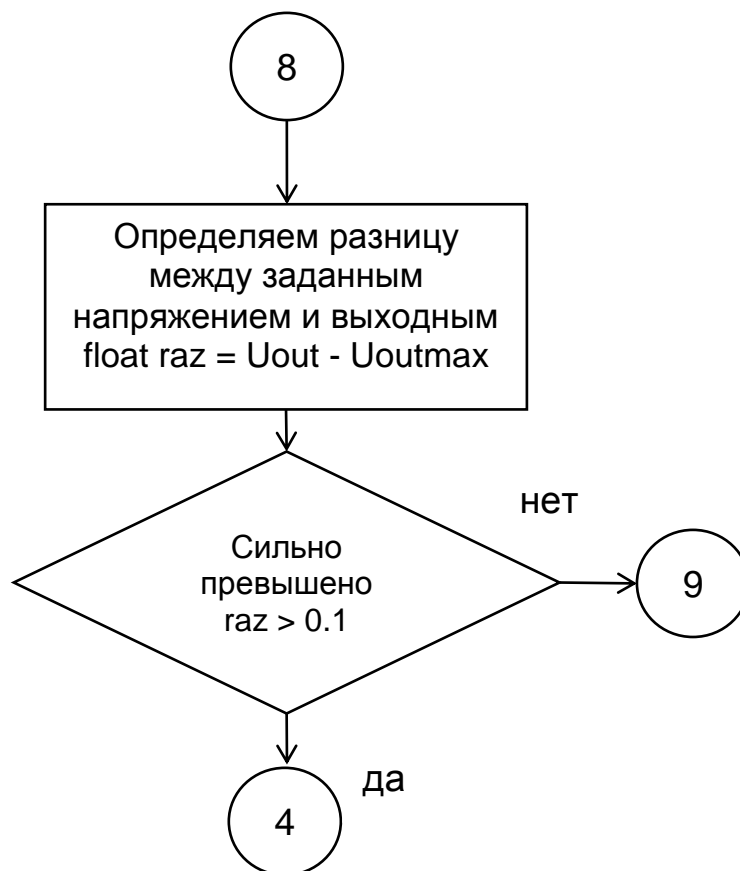 8
Определяем разницу
между заданным
напряжением и выходным
float raz = Uout - Uoutmax
нет
Сильно
превышено
raz > 0.1
9
да
4